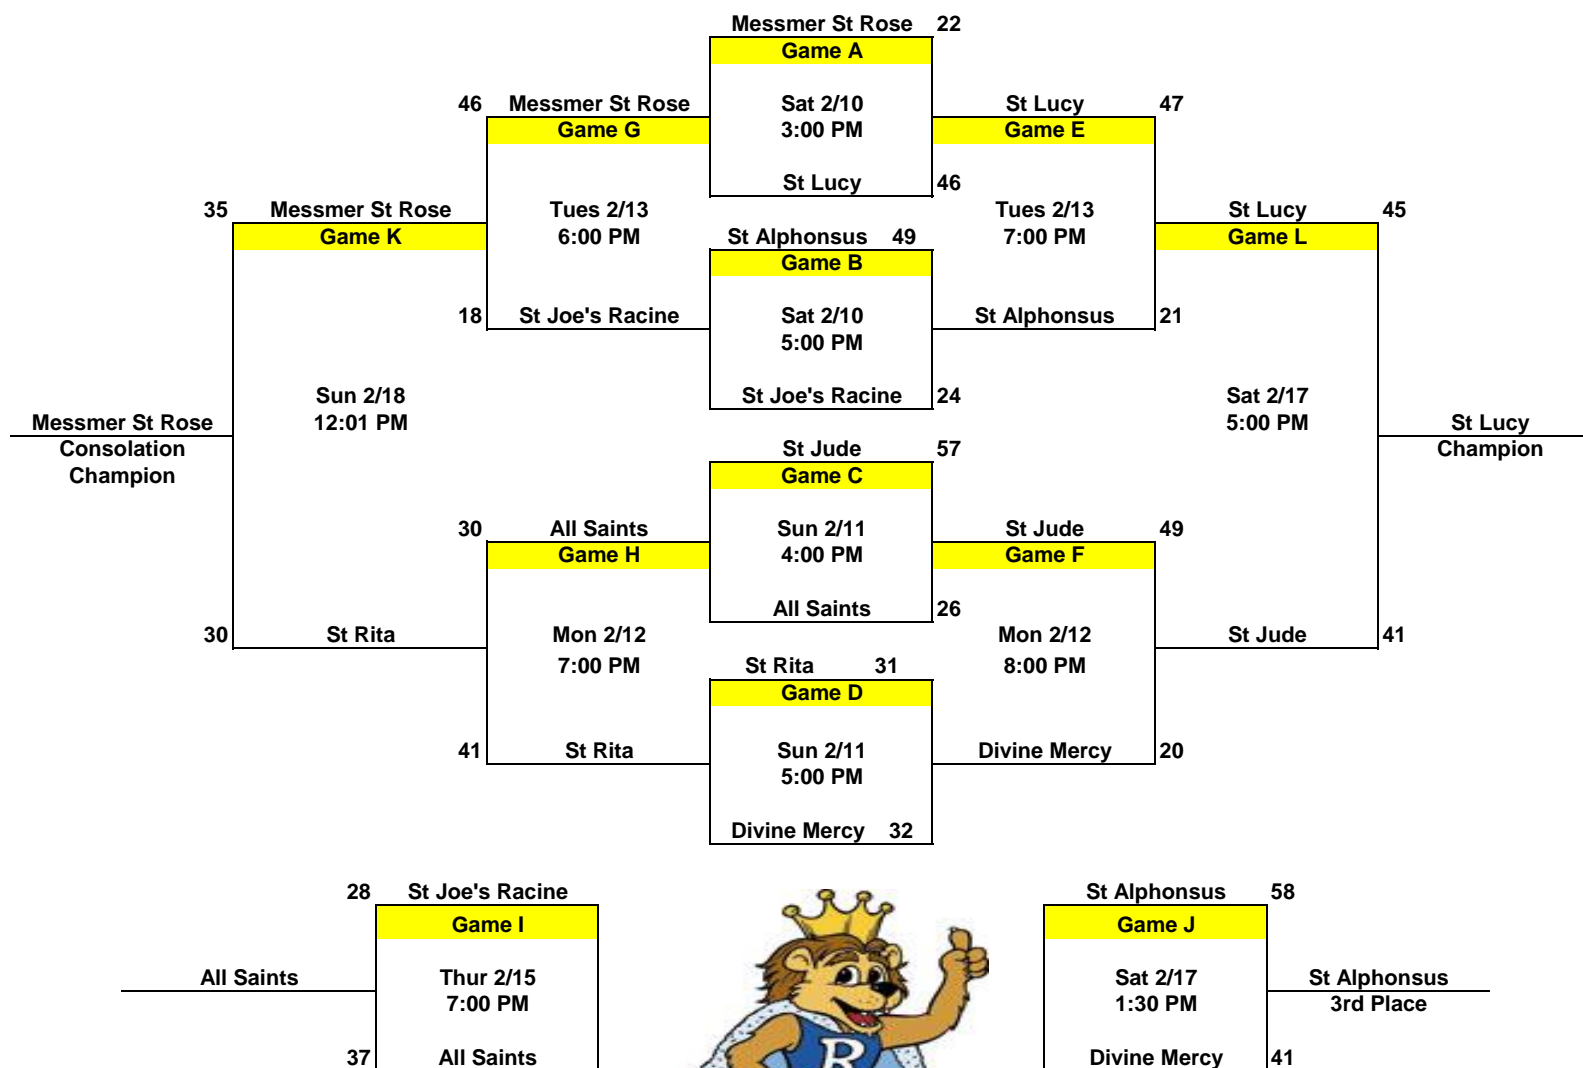 Messmer St Rose 22
Game A
46 Messmer St Rose Sat 2/10 St Lucy 47
Game G 3:00 PM Game E
St Lucy 46
35 Messmer St Rose Tues 2/13 Tues 2/13 St Lucy 45
Game K 6:00 PM St Alphonsus 49 7:00 PM Game L
Game B
18 St Joe's Racine Sat 2/10 St Alphonsus 21
5:00 PM
Sun 2/18 St Joe's Racine 24 Sat 2/17
Messmer St Rose 12:01 PM 5:00 PM St Lucy
Consolation St Jude 57 Champion
Champion Game C
30 All Saints Sun 2/11 St Jude 49
Game H 4:00 PM Game F
All Saints 26
30 St Rita Mon 2/12 Mon 2/12 St Jude 41
7:00 PM St Rita 31 8:00 PM
Game D
41 St Rita Sun 2/11 Divine Mercy 20
5:00 PM
Divine Mercy 32
28 St Joe's Racine St Alphonsus 58
Game I Game J
All Saints Thur 2/15 Sat 2/17 St Alphonsus
7:00 PM 1:30 PM 3rd Place
37 All Saints R Divine Mercy 41